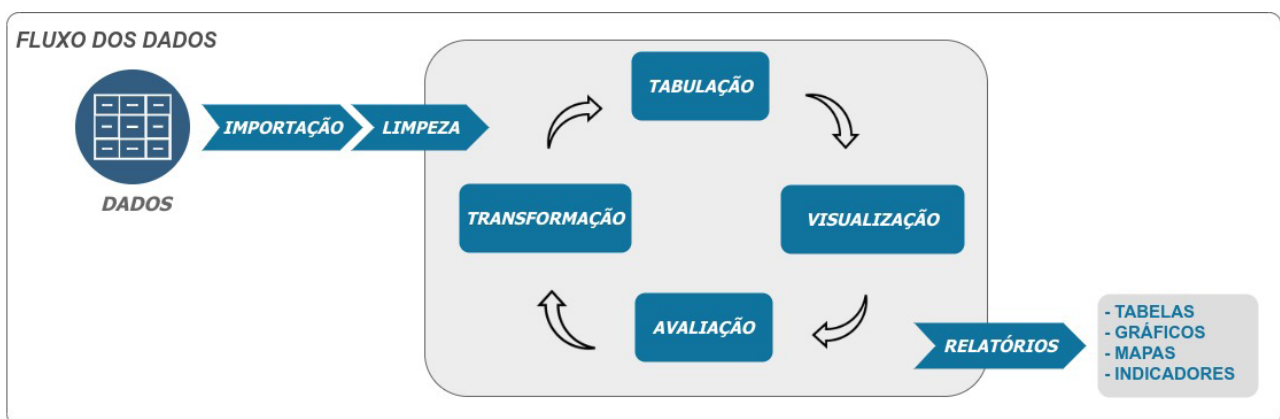 FLUXO DOS DADOS
DADOS
IMPORTAÇÃO
LIMPEZA
TABULAÇÃO
TRANSFORMAÇÃO
VISUALIZAÇÃO
AVALIAÇÃO
RELATÓRIOS
- TABELAS
- GRÁFICOS
- MAPAS
- INDICADORES